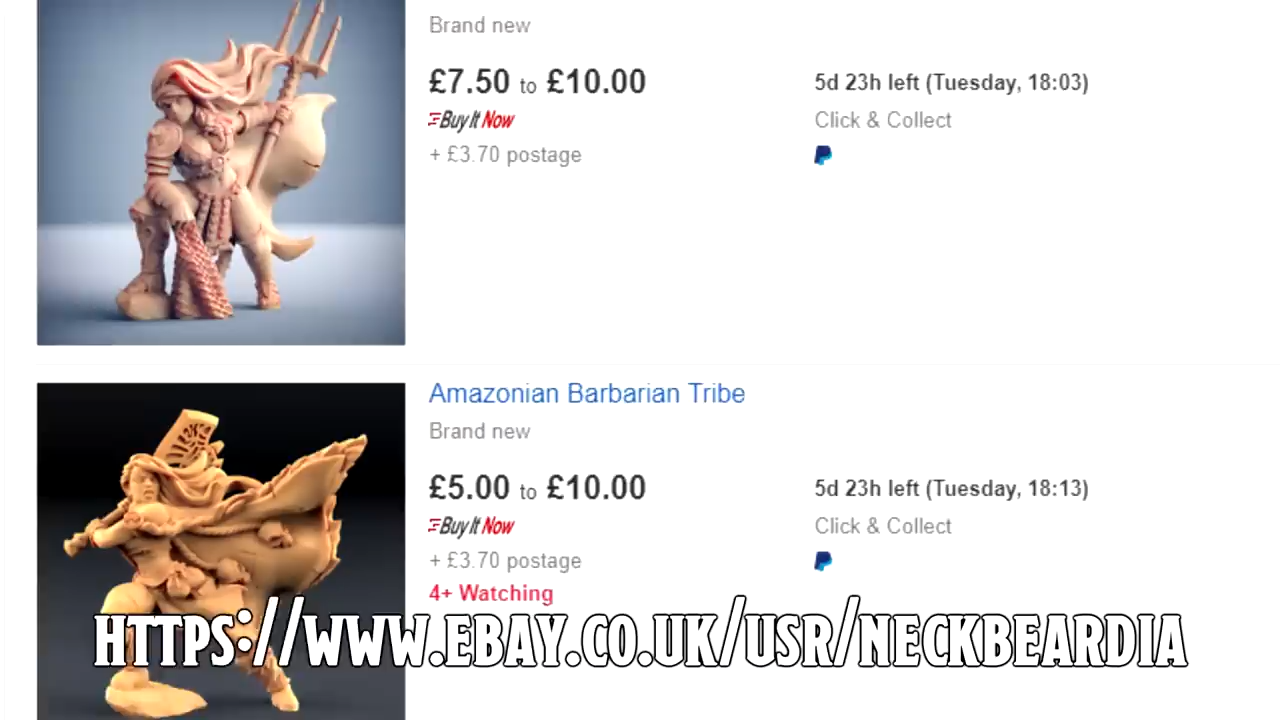 Brand new
£7.50 to £10.00
5d 23h left (Tuesday, 18:03)
Buy It Now
Click & Collect
+ £3.70 postage
Amazonian Barbarian Tribe
Brand new
£5.00 to £10.00
5d 23h left (Tuesday, 18:13)
Buy It Now
Click & Collect
+ £3.70 postage
4+ Watching
HTTPS://WWW.EBAY.CO.UK/USR/NECKBEARDIA